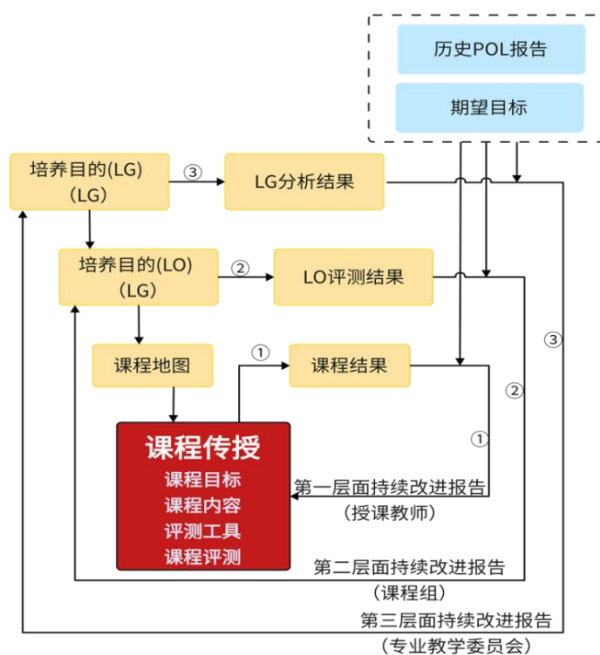 历史POL报告
期望目标
培养目的(LG)
(LG)
③
LG分析结果
培养目的(LO)
(LG)
②
LO评测结果
课程地图
①
课程结果
③
②
①
课程传授
课程目标
课程内容
评测工具
课程评测
第一层面持续改进报告
(授课教师)
第二层面持续改进报告
(课程组)
第三层面持续改进报告
(专业教学委员会)